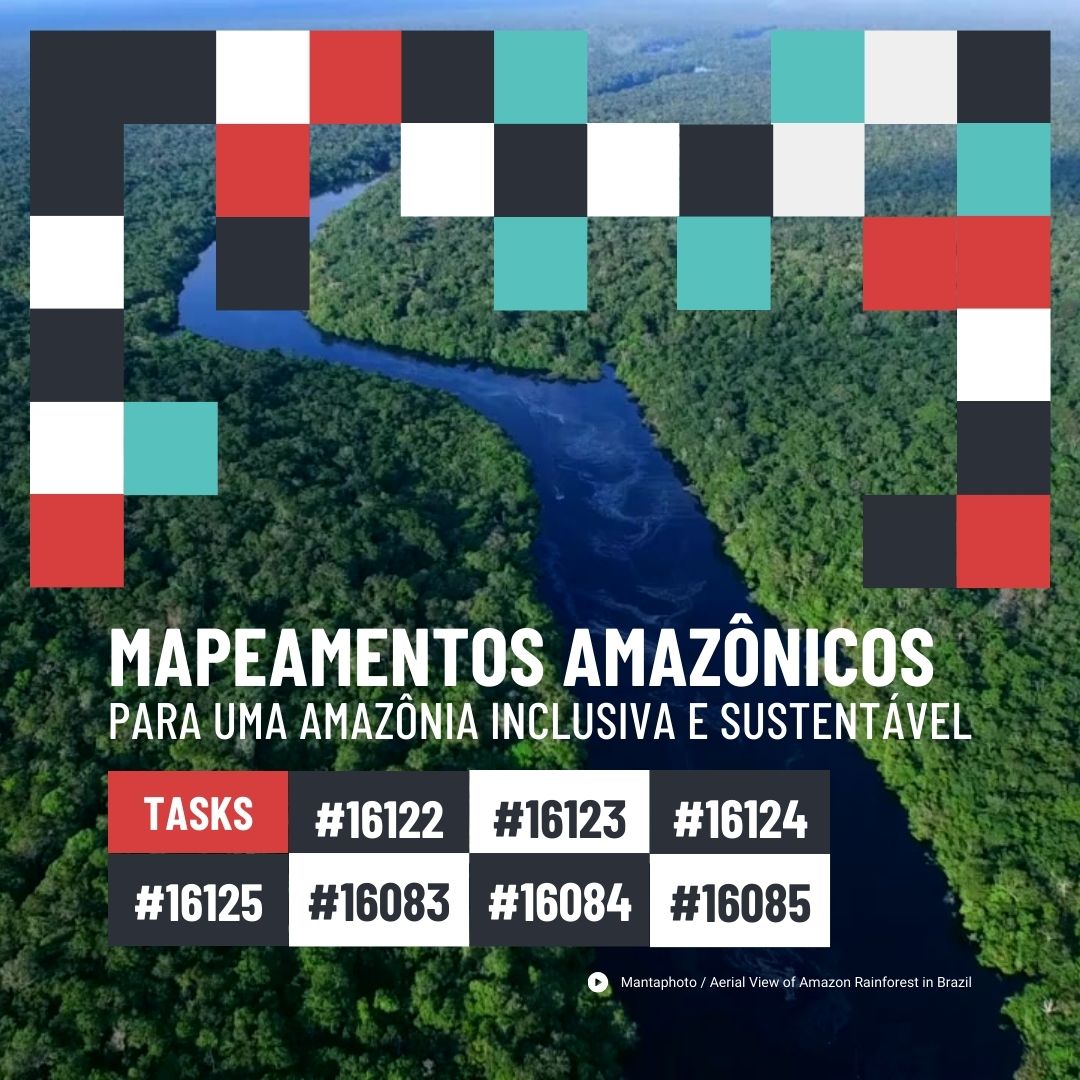 MAPEAMENTOS AMAZÔNICOS
PARA UMA AMAZÔNIA INCLUSIVA E SUSTENTÁVEL
TASKS #16122 #16123 #16124
#16125 #16083 #16084 #16085
Mantaphoto / Aerial View of Amazon Rainforest in Brazil